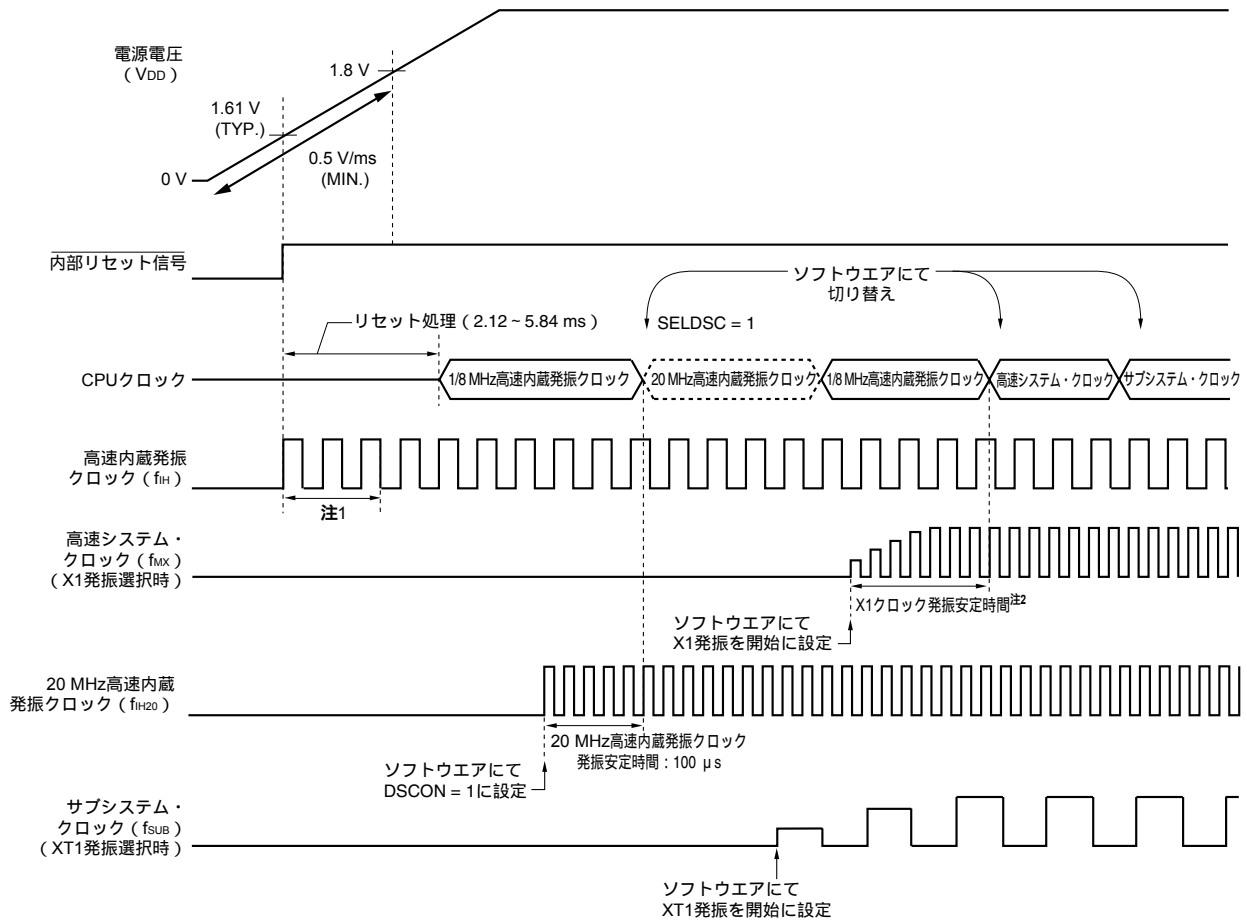 電源電圧
（VDD）
1.8 V
1.61 V
(TYP.)
0.5 V/ms
(MIN.)
0 V
内部リセット信号
ソフトウエアにて
切り替え
リセット処理（2.12～5.84 ms）
SELDSC = 1
CPUクロック
1/8 MHz高速内蔵発振クロック
20 MHz高速内蔵発振クロック
1/8 MHz高速内蔵発振クロック
高速システム・クロック
サブシステム・クロック
高速内蔵発振
クロック（fIH）
注1
高速システム・
クロック（fMX）
（X1発振選択時）
X1クロック発振安定時間注2
ソフトウエアにて
X1発振を開始に設定
20 MHz高速内蔵
発振クロック（fIH20）
20 MHz高速内蔵発振クロック
発振安定時間：100 μs
ソフトウエアにて
DSCON = 1に設定
サブシステム・
クロック（fSUB）
（XT1発振選択時）
ソフトウエアにて
XT1発振を開始に設定